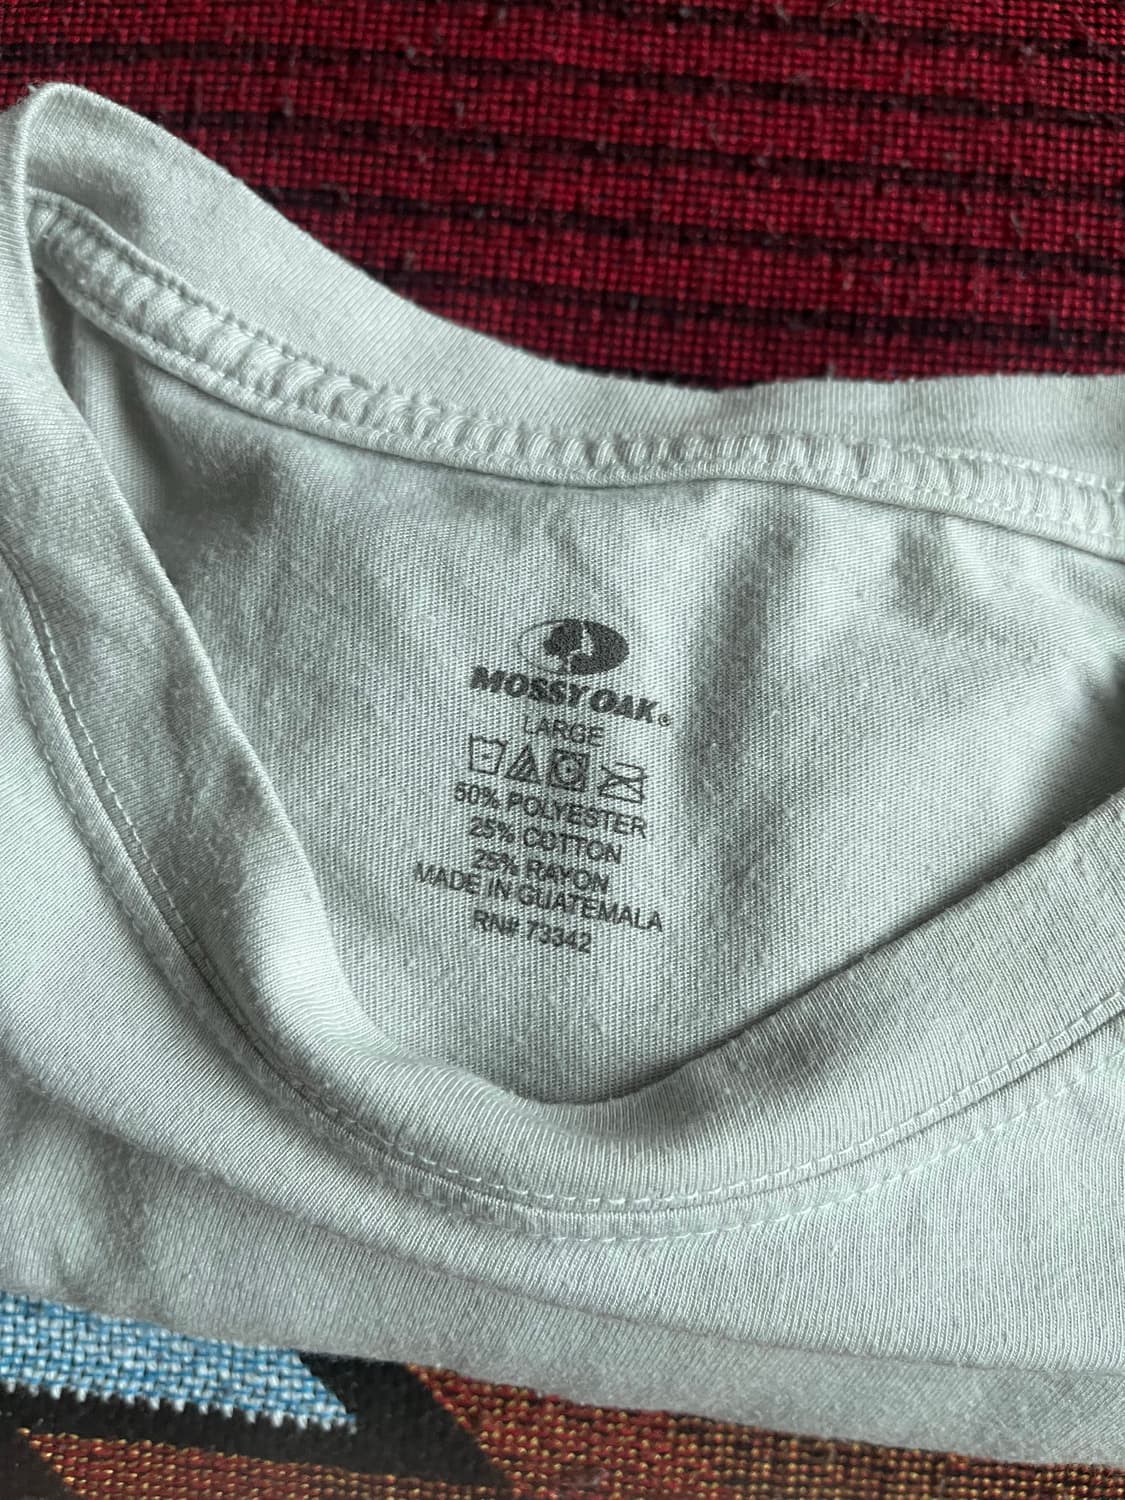 MOSSY OAK®
LARGE
50% POLYESTER
25% COTTON
25% RAYON
MADE IN GUATEMALA
RN# 73342